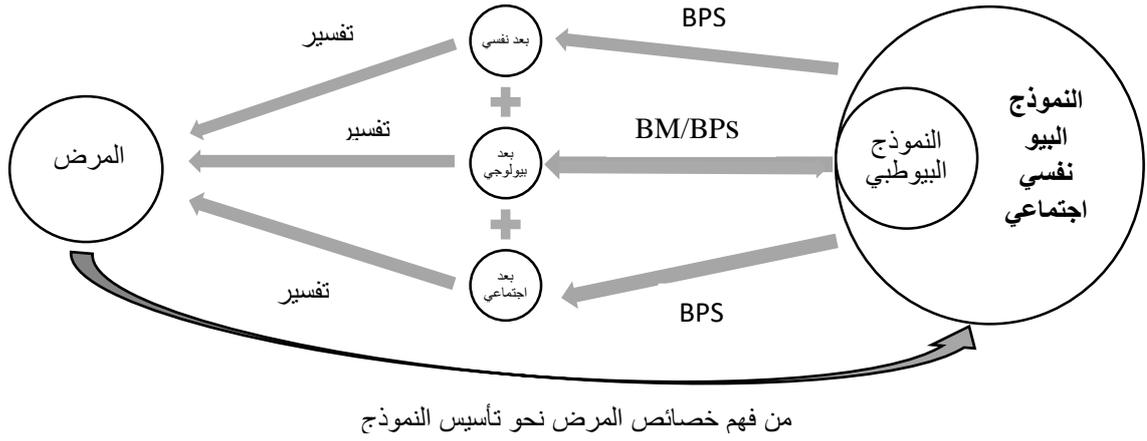 BPS
النموذج
البيو
نفسي
اجتماعي
النموذج
البيوطبي
BM/BPs
BPS
بعد نفسي
بعد
بيولوجي
بعد
اجتماعي
تفسير
تفسير
تفسير
المرض
من فهم خصائص المرض نحو تأسيس النموذج